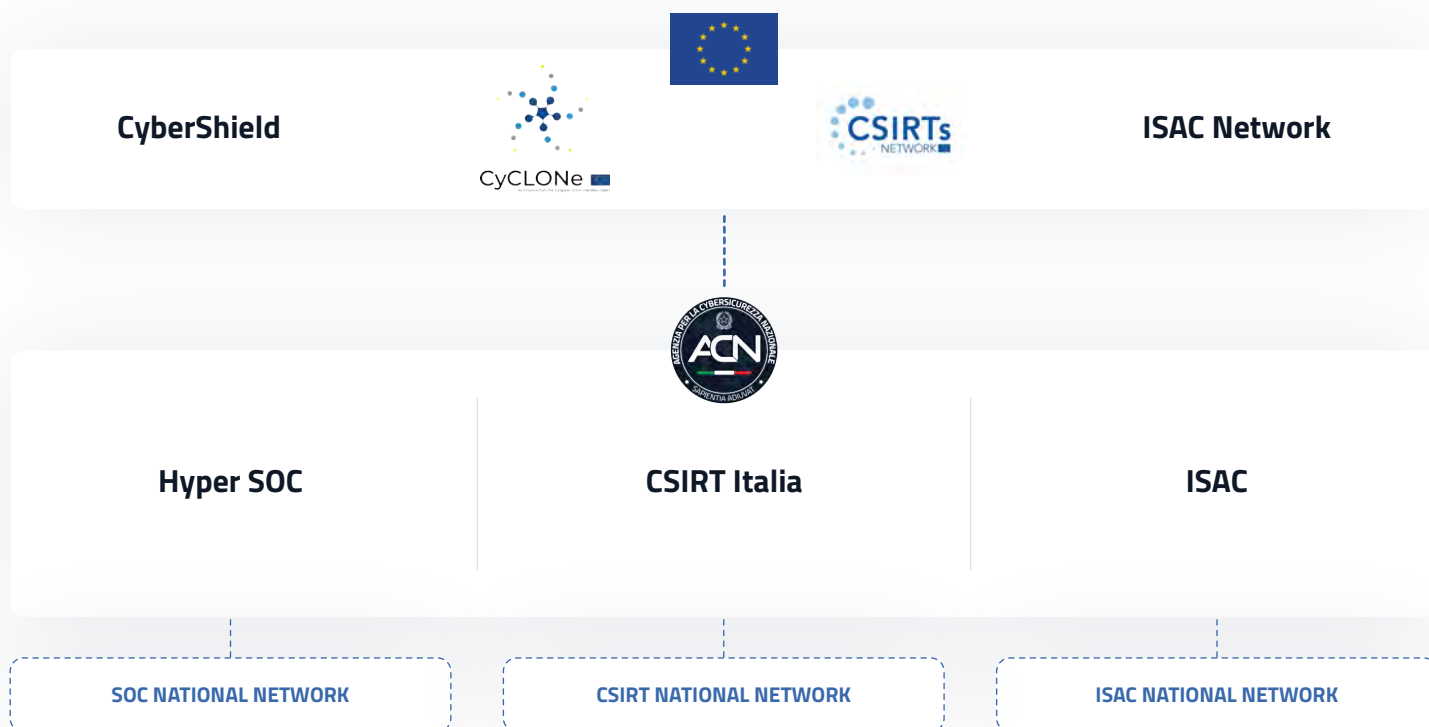 CyberShield
CyCLONe
CSIRTs
NETWORK
ISAC Network
AGENZIA PER LA CYBERSICUREZZA NAZIONALE
ACN
SAPIENTIA ADIUVAT
Hyper SOC
CSIRT Italia
ISAC
SOC NATIONAL NETWORK
CSIRT NATIONAL NETWORK
ISAC NATIONAL NETWORK